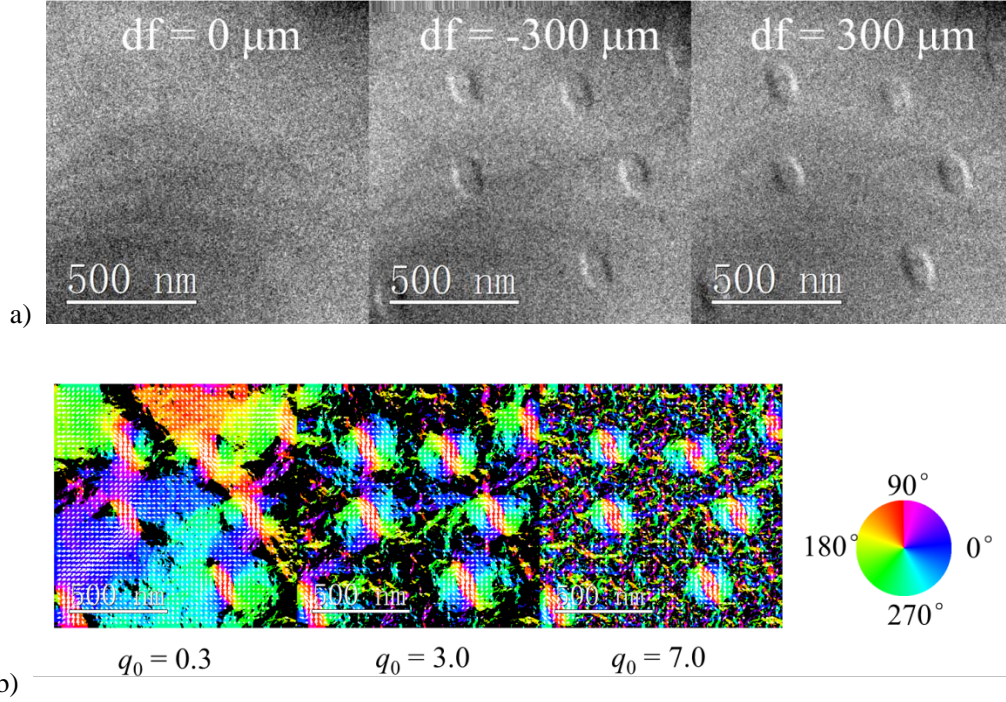 df = 0 μm
df = -300 μm
df = 300 μm
500 nm
500 nm
500 nm
a)
500 nm
500 nm
500 nm
90°
180°
0°
270°
q₀ = 0.3
q₀ = 3.0
q₀ = 7.0
b)